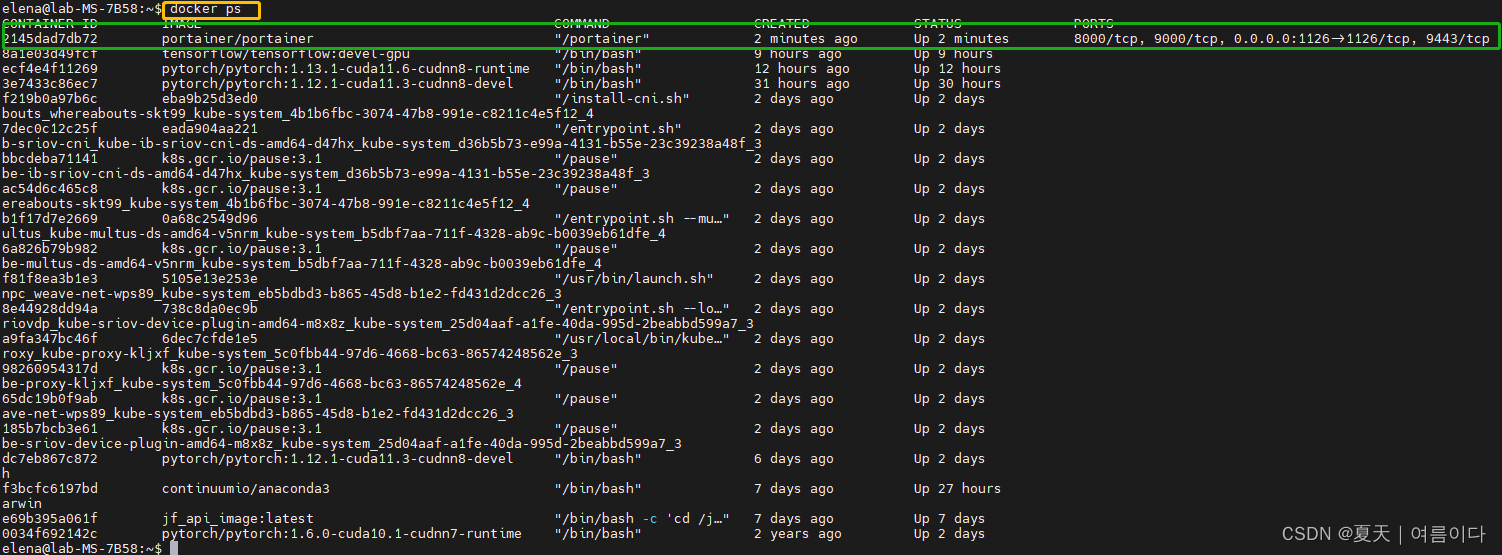 elena@lab-MS-7B58:~$ docker ps
CONTAINER ID IMAGE COMMAND CREATED STATUS PORTS
2145dad7db72 portainer/portainer "/portainer" 2 minutes ago Up 2 minutes 8000/tcp, 9000/tcp, 0.0.0.0:1126->1126/tcp, 9443/tcp
8a1e03d49fcf tensorflow/tensorflow:devel-gpu "/bin/bash" 9 hours ago Up 9 hours
ecf4e4f11269 pytorch/pytorch:1.13.1-cuda11.6-cudnn8-runtime "/bin/bash" 12 hours ago Up 12 hours
3e7433c86ec7 pytorch/pytorch:1.12.1-cuda11.3-cudnn8-devel "/bin/bash" 31 hours ago Up 30 hours
f219b0a97b6c eba9b25d3ed0 "/install-cni.sh" 2 days ago Up 2 days
bouts_whereabouts-skt99_kube-system_4b1b6fbc-3074-47b8-991e-c8211c4e5f12_4
7dec0c12c25f eada904aa221 "/entrypoint.sh" 2 days ago Up 2 days
b-sriov-cni_kube-ib-sriov-cni-ds-amd64-d47hx_kube-system_d36b5b73-e99a-4131-b55e-23c39238a48f_3
bbcdeba71141 k8s.gcr.io/pause:3.1 "/pause" 2 days ago Up 2 days
be-ib-sriov-cni-ds-amd64-d47hx_kube-system_d36b5b73-e99a-4131-b55e-23c39238a48f_3
ac54d6c465c8 k8s.gcr.io/pause:3.1 "/pause" 2 days ago Up 2 days
ereabouts-skt99_kube-system_4b1b6fbc-3074-47b8-991e-c8211c4e5f12_4
b1f17d7e2669 0a68c2549d96 "/entrypoint.sh --mu…" 2 days ago Up 2 days
ultus_kube-multus-ds-amd64-v5nrm_kube-system_b5dbf7aa-711f-4328-ab9c-b0039eb61dfe_4
6a826b79b982 k8s.gcr.io/pause:3.1 "/pause" 2 days ago Up 2 days
be-multus-ds-amd64-v5nrm_kube-system_b5dbf7aa-711f-4328-ab9c-b0039eb61dfe_4
f81f8ea3b1e3 5105e13e253e "/usr/bin/launch.sh" 2 days ago Up 2 days
npc_weave-net-wps89_kube-system_eb5bdbd3-b865-45d8-b1e2-fd431d2dcc26_3
8e44928dd94a 738c8da0ec9b "/entrypoint.sh --lo…" 2 days ago Up 2 days
riovdp_kube-sriov-device-plugin-amd64-m8x8z_kube-system_25d04aaf-a1fe-40da-995d-2beabbd599a7_3
a9fa347bc46f 6dec7cfde1e5 "/usr/local/bin/kube…" 2 days ago Up 2 days
roxy_kube-proxy-kljxf_kube-system_5c0fbb44-97d6-4668-bc63-86574248562e_3
98260954317d k8s.gcr.io/pause:3.1 "/pause" 2 days ago Up 2 days
be-proxy-kljxf_kube-system_5c0fbb44-97d6-4668-bc63-86574248562e_4
65dc19b0f9ab k8s.gcr.io/pause:3.1 "/pause" 2 days ago Up 2 days
ave-net-wps89_kube-system_eb5bdbd3-b865-45d8-b1e2-fd431d2dcc26_3
185b7bcb3e61 k8s.gcr.io/pause:3.1 "/pause" 2 days ago Up 2 days
be-sriov-device-plugin-amd64-m8x8z_kube-system_25d04aaf-a1fe-40da-995d-2beabbd599a7_3
dc7eb867c872 pytorch/pytorch:1.12.1-cuda11.3-cudnn8-devel "/bin/bash" 6 days ago Up 2 days
h
f3bcfc6197bd continuumio/anaconda3 "/bin/bash" 7 days ago Up 27 hours
arwin
e69b395a061f jf_api_image:latest "/bin/bash -c 'cd /j…" 7 days ago Up 7 days
0034f692142c pytorch/pytorch:1.6.0-cuda10.1-cudnn7-runtime "/bin/bash" 2 years ago Up 2 days
elena@lab-MS-7B58:~$
CSDN @夏天｜여름이다